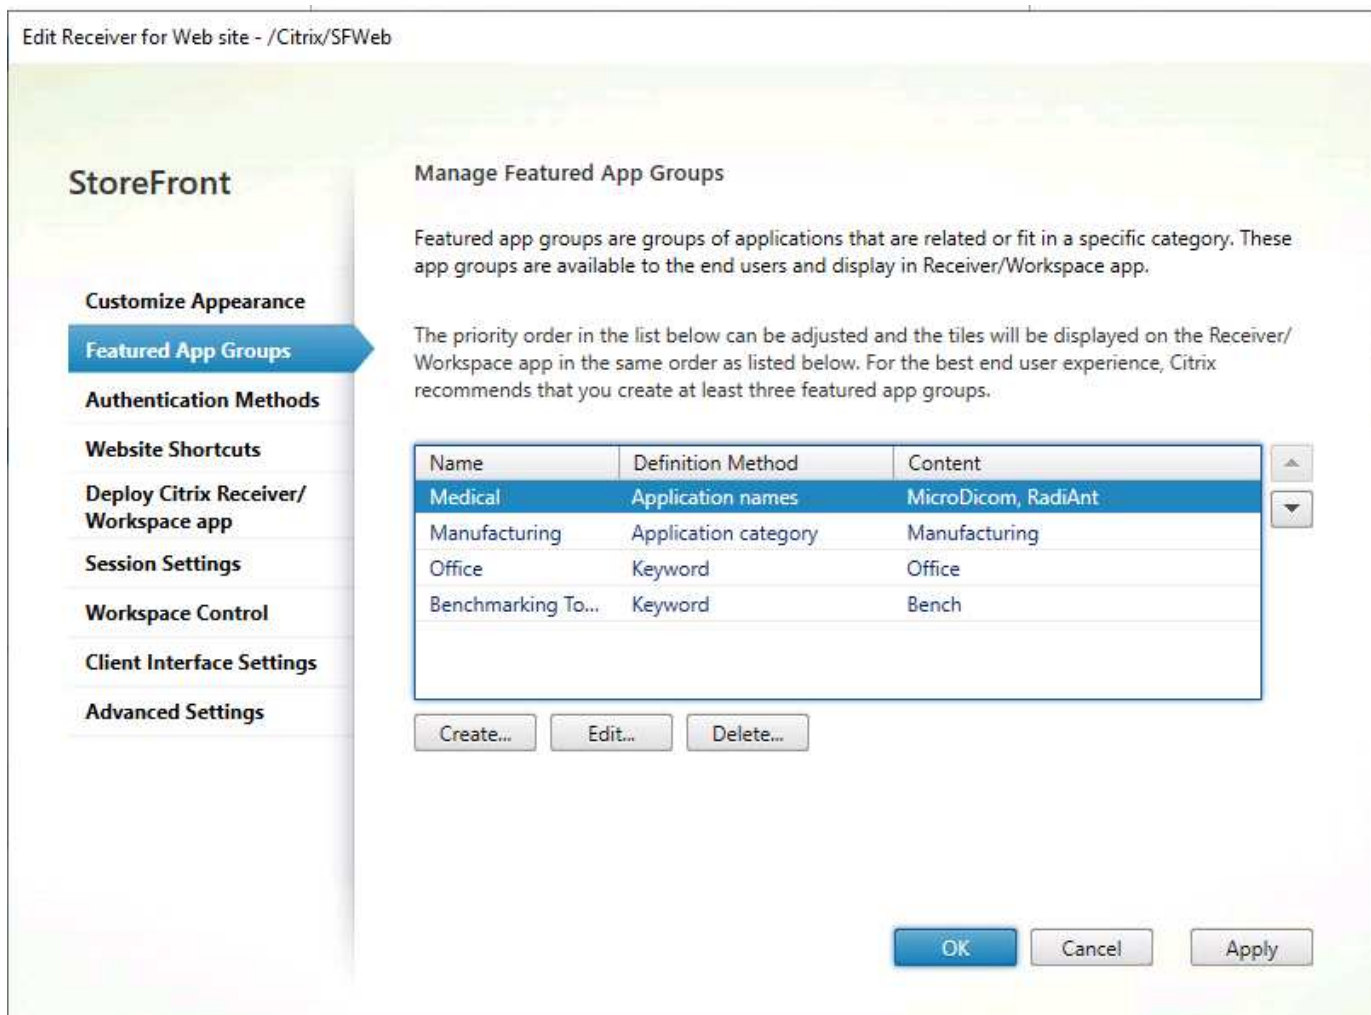 Edit Receiver for Web site - /Citrix/SFWeb
StoreFront
Customize Appearance
Featured App Groups
Authentication Methods
Website Shortcuts
Deploy Citrix Receiver/
Workspace app
Session Settings
Workspace Control
Client Interface Settings
Advanced Settings
Manage Featured App Groups
Featured app groups are groups of applications that are related or fit in a specific category. These
app groups are available to the end users and display in Receiver/Workspace app.
The priority order in the list below can be adjusted and the tiles will be displayed on the Receiver/
Workspace app in the same order as listed below. For the best end user experience, Citrix
recommends that you create at least three featured app groups.
Name Definition Method Content
Medical Application names MicroDicom, RadiAnt
Manufacturing Application category Manufacturing
Office Keyword Office
Benchmarking To... Keyword Bench
Create... Edit... Delete...
OK Cancel Apply